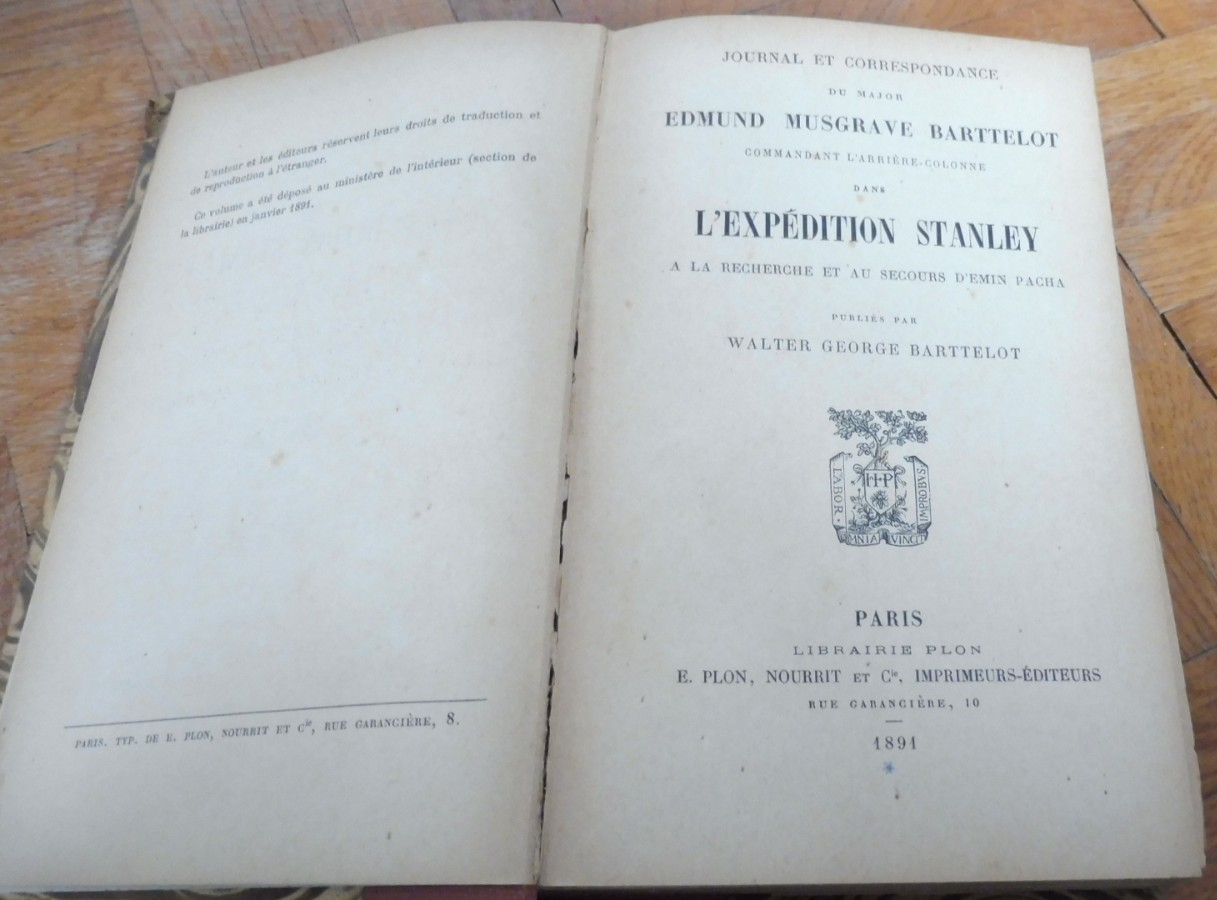 L'auteur et les éditeurs réservent leurs droits de traduction et
de reproduction à l'étranger.
Ce volume a été déposé au ministère de l'intérieur (section de
la librairie) en janvier 1891.
PARIS. TYP. DE E. PLON, NOURRIT ET Cie, RUE GARANCIÈRE, 8.
JOURNAL ET CORRESPONDANCE
DU MAJOR
EDMUND MUSGRAVE BARTTELOT
COMMANDANT L'ARRIÈRE-COLONNE
DANS
L'EXPÉDITION STANLEY
A LA RECHERCHE ET AU SECOURS D'EMIN PACHA
PUBLIÉS PAR
WALTER GEORGE BARTTELOT
LABOR
H·P
IMPROBVS
OMNIA VINCIT
PARIS
LIBRAIRIE PLON
E. PLON, NOURRIT ET Cie, IMPRIMEURS-ÉDITEURS
RUE GARANCIÈRE, 10
1891